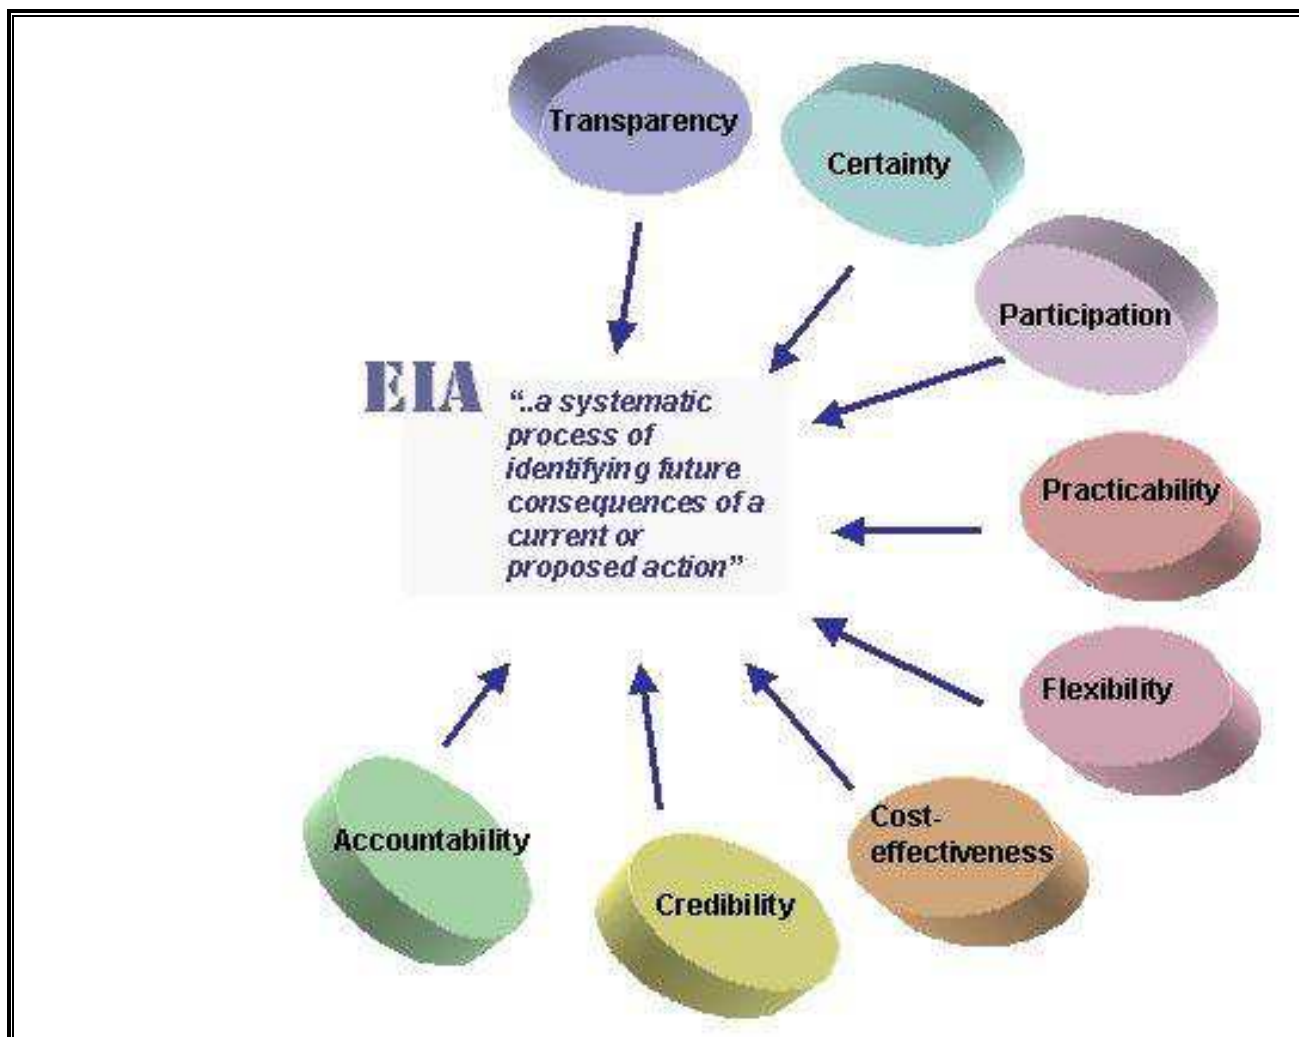 Transparency
Certainty
Participation
EIA
“..a systematic
process of
identifying future
consequences of a
current or
proposed action”
Practicability
Flexibility
Cost-
effectiveness
Credibility
Accountability